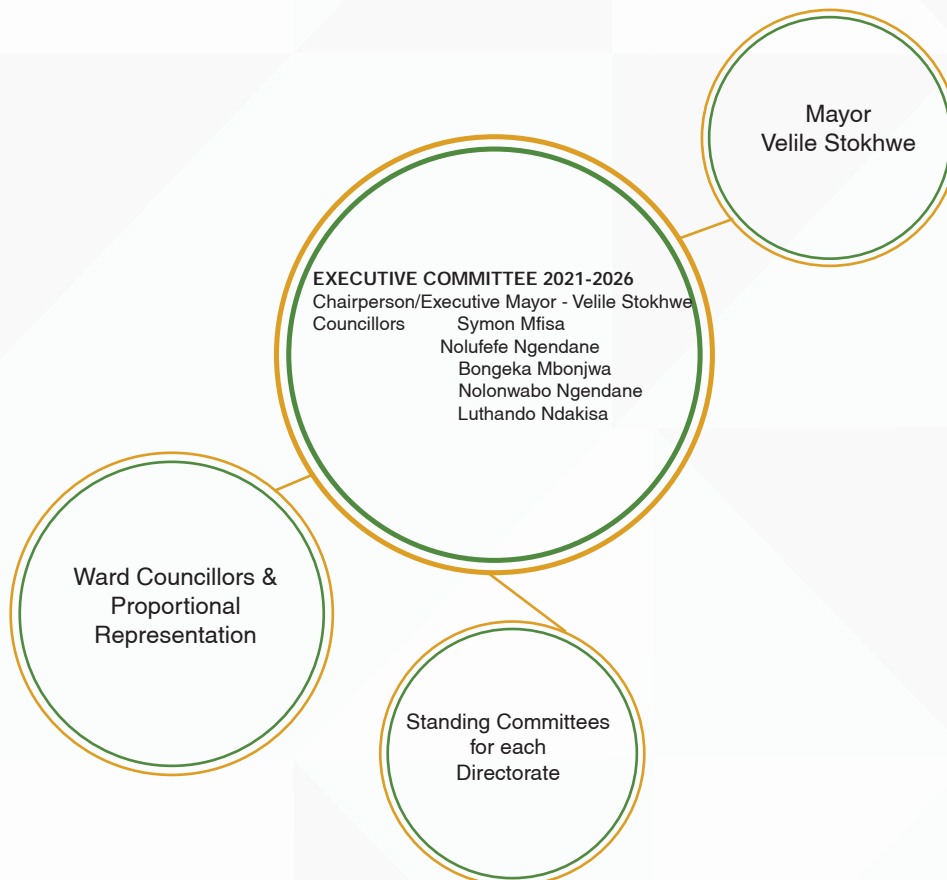 Mayor
Velile Stokhwe
EXECUTIVE COMMITTEE 2021-2026
Chairperson/Executive Mayor - Velile Stokhwe
Councillors Symon Mfisa
Nolufefe Ngendane
Bongeka Mbonjwa
Nolonwabo Ngendane
Luthando Ndakisa
Ward Councillors &
Proportional
Representation
Standing Committees
for each
Directorate